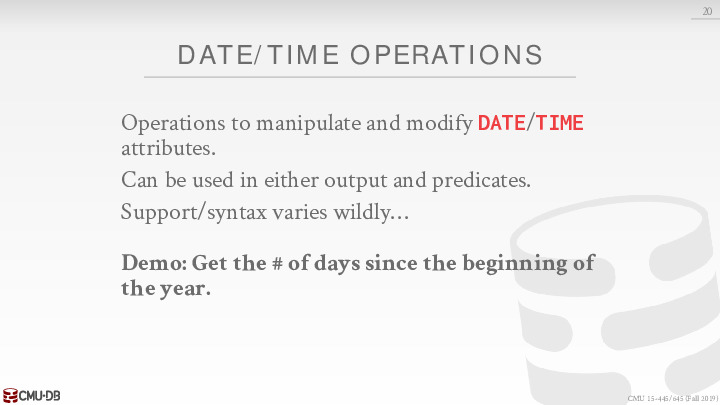 20
DATE/TIME OPERATIONS
Operations to manipulate and modify DATE/TIME
attributes.
Can be used in either output and predicates.
Support/syntax varies wildly…
Demo: Get the # of days since the beginning of
the year.
CMU·DB
CMU 15-445/645 (Fall 2019)